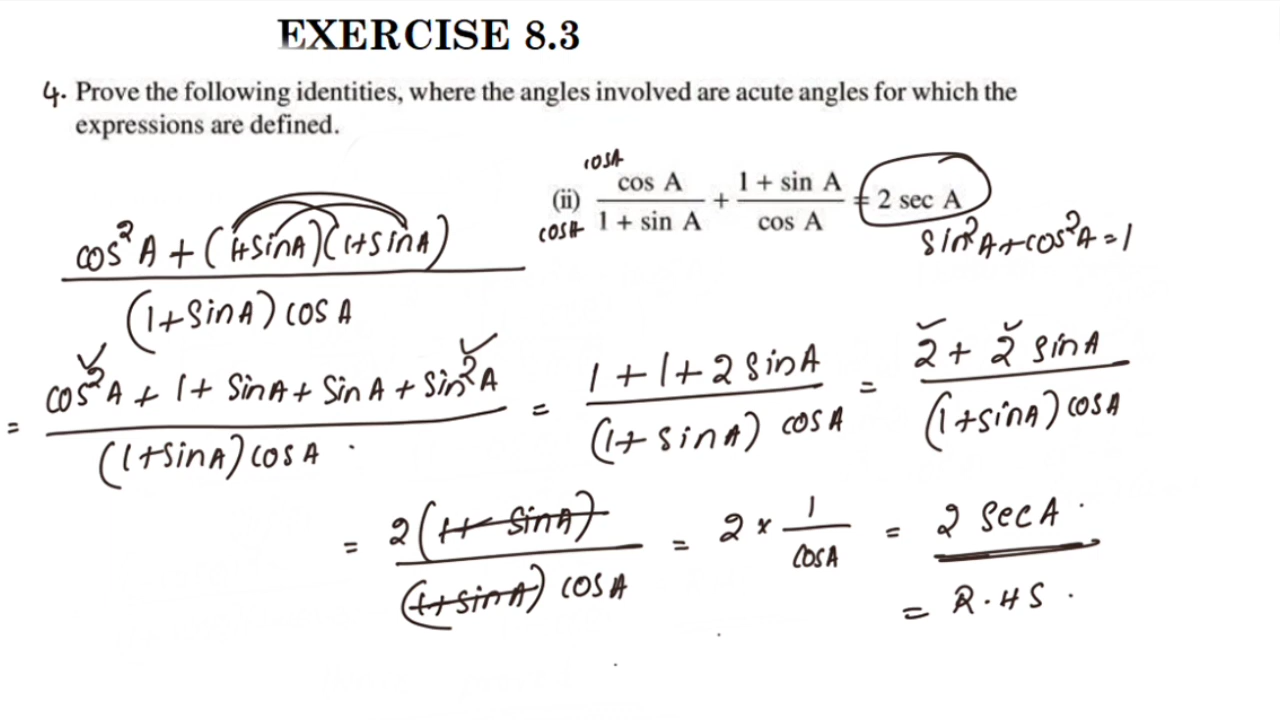 EXERCISE 8.3
4. Prove the following identities, where the angles involved are acute angles for which the
expressions are defined.
(ii) cosA cos A / cosA 1 + sin A + 1 + sin A / cos A = 2 sec A
sin²A+cos²A=1
cos²A + (1+sinA)(1+sinA) / (1+sinA) cosA
= cos²A + 1+ sinA + sinA + sin²A / (1+sinA) cosA . = 1+1+2 sinA / (1+ sinA) cosA = 2+ 2 sinA / (1+sinA) cosA
= 2(1+ sinA) / (1+sinA) cosA = 2 × 1 / cosA = 2 secA .
= R.HS .